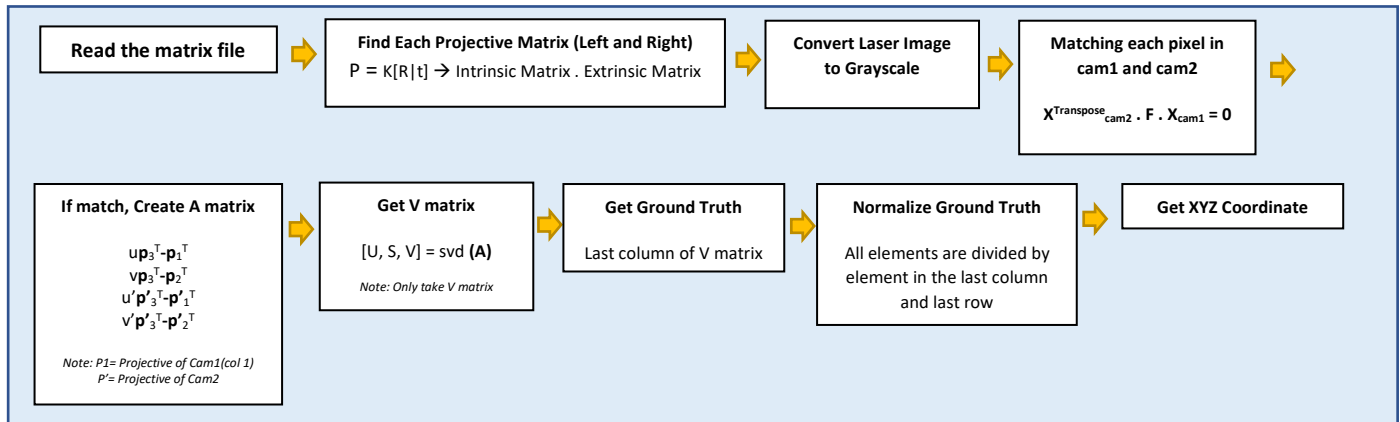 Read the matrix file
Find Each Projective Matrix (Left and Right)
P = K[R|t] → Intrinsic Matrix . Extrinsic Matrix
Convert Laser Image
to Grayscale
Matching each pixel in
cam1 and cam2
X^Transpose_cam2 . F . X_cam1 = 0
If match, Create A matrix
up₃ᵀ-p₁ᵀ
vp₃ᵀ-p₂ᵀ
u’p’₃ᵀ-p’₁ᵀ
v’p’₃ᵀ-p’₂ᵀ
Note: P1= Projective of Cam1(col 1)
P’= Projective of Cam2
Get V matrix
[U, S, V] = svd (A)
Note: Only take V matrix
Get Ground Truth
Last column of V matrix
Normalize Ground Truth
All elements are divided by
element in the last column
and last row
Get XYZ Coordinate